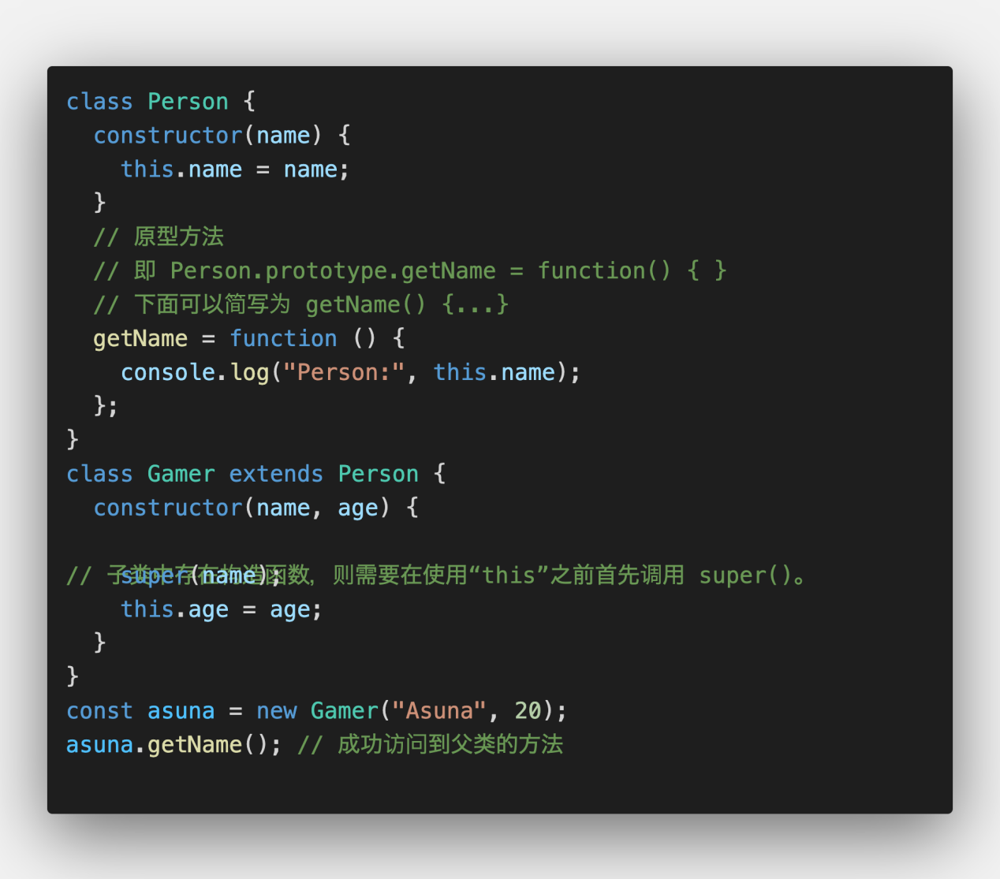 class Person {
  constructor(name) {
    this.name = name;
  }
  // 原型方法
  // 即 Person.prototype.getName = function() { }
  // 下面可以简写为 getName() {...}
  getName = function () {
    console.log("Person:", this.name);
  };
}
class Gamer extends Person {
  constructor(name, age) {
// 子类中存在构造函数，则需要在使用“this”之前首先调用 super()。
    super(name);
    this.age = age;
  }
}
const asuna = new Gamer("Asuna", 20);
asuna.getName(); // 成功访问到父类的方法